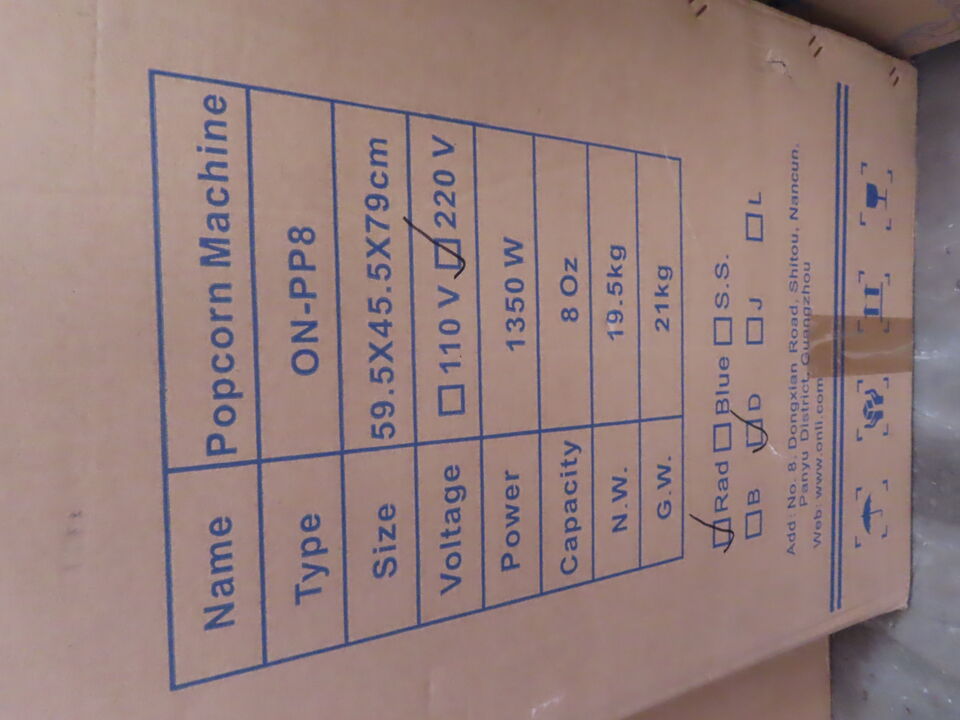 Name Popcorn Machine
Type ON-PP8
Size 59.5X45.5X79cm
Voltage 110 V 220 V
Power 1350 W
Capacity 8 Oz
N.W. 19.5kg
G.W. 21kg
Rad Blue S.S.
B D J L
Add: No. 8, Dongxian Road, Shitou, Nancun,
Panyu District, Guangzhou
Web: www.onli.com